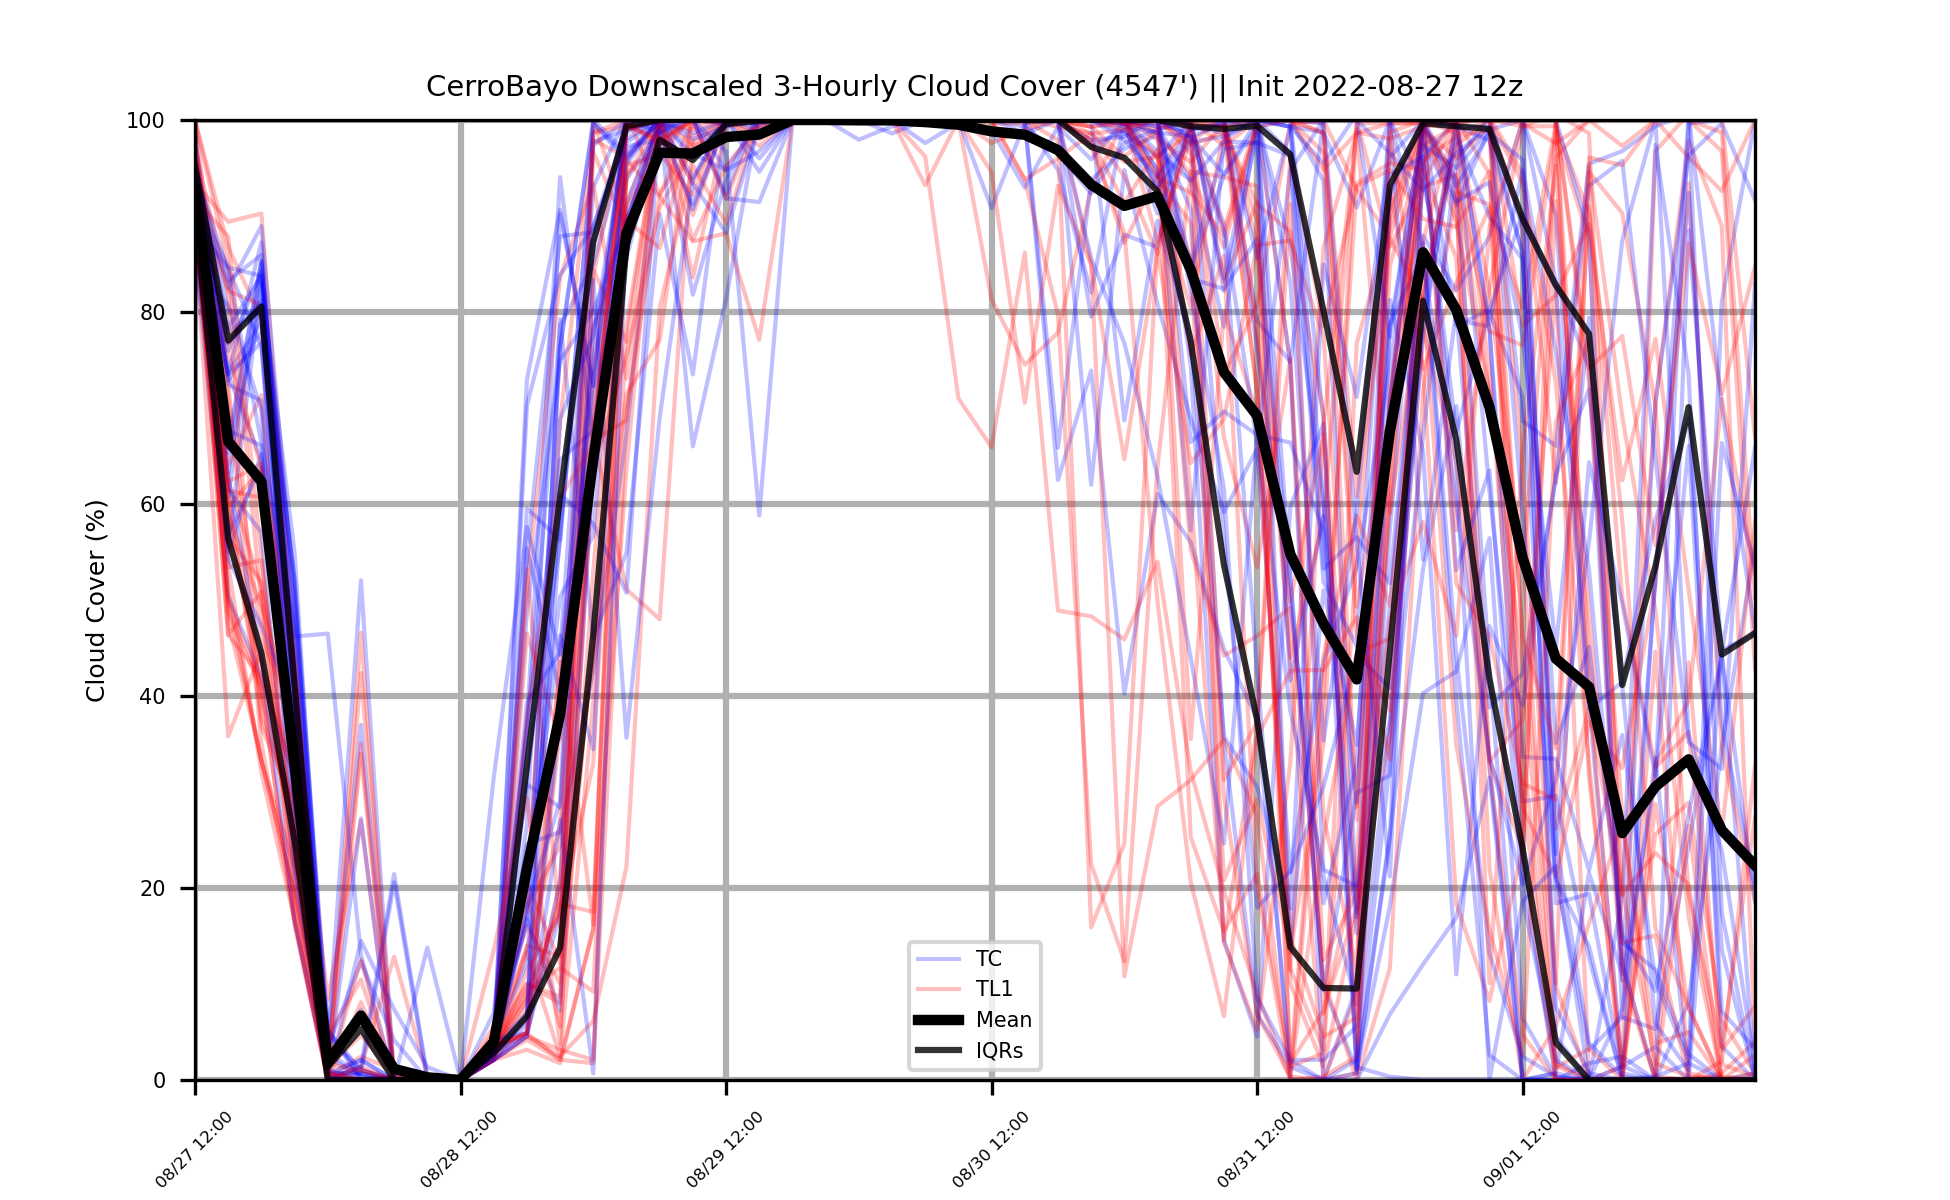 CerroBayo Downscaled 3-Hourly Cloud Cover (4547') || Init 2022-08-27 12z
Cloud Cover (%)
100
80
60
40
20
0
TC
TL1
Mean
IQRs
08/27 12:00
08/28 12:00
08/29 12:00
08/30 12:00
08/31 12:00
09/01 12:00